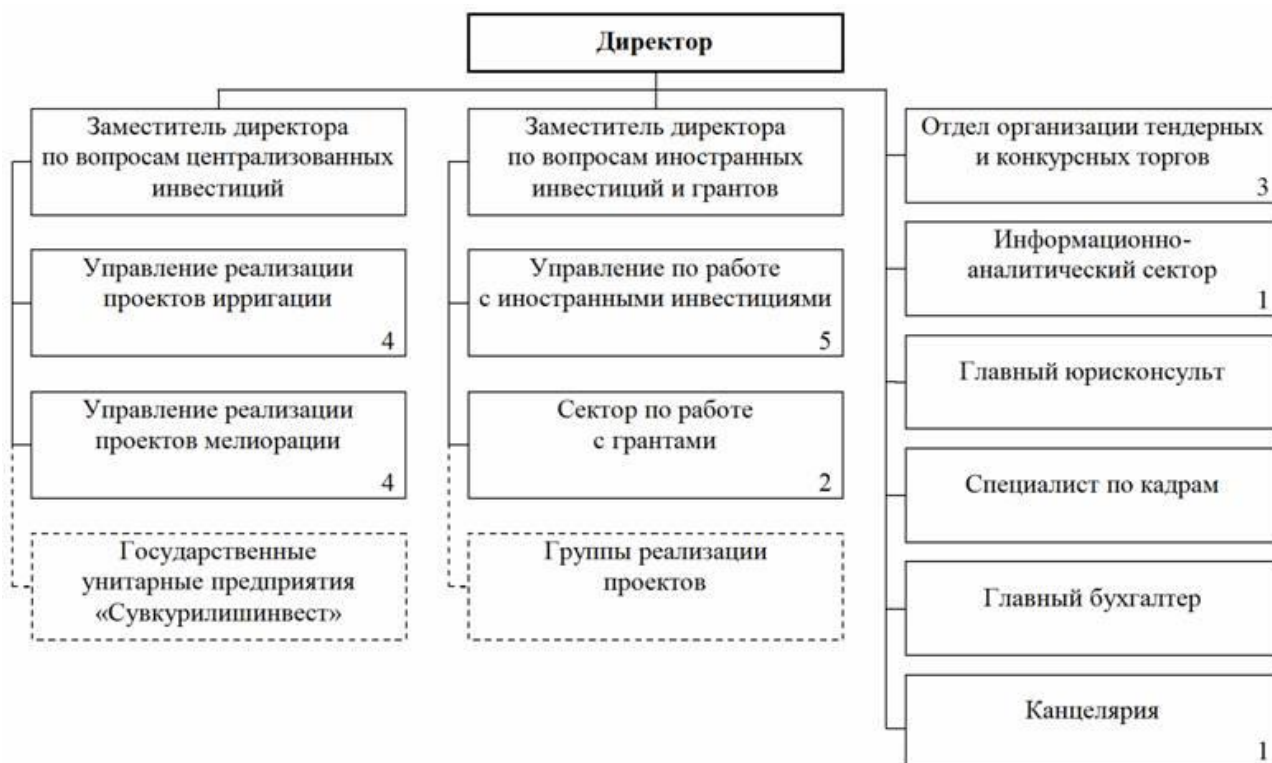 Директор
Заместитель директора
по вопросам централизованных
инвестиций
Управление реализации
проектов ирригации
4
Управление реализации
проектов мелиорации
4
Государственные
унитарные предприятия
«Сувкурилишинвест»
Заместитель директора
по вопросам иностранных
инвестиций и грантов
Управление по работе
с иностранными инвестициями
5
Сектор по работе
с грантами
2
Группы реализации
проектов
Отдел организации тендерных
и конкурсных торгов
3
Информационно-
аналитический сектор
1
Главный юрисконсульт
Специалист по кадрам
Главный бухгалтер
Канцелярия
1